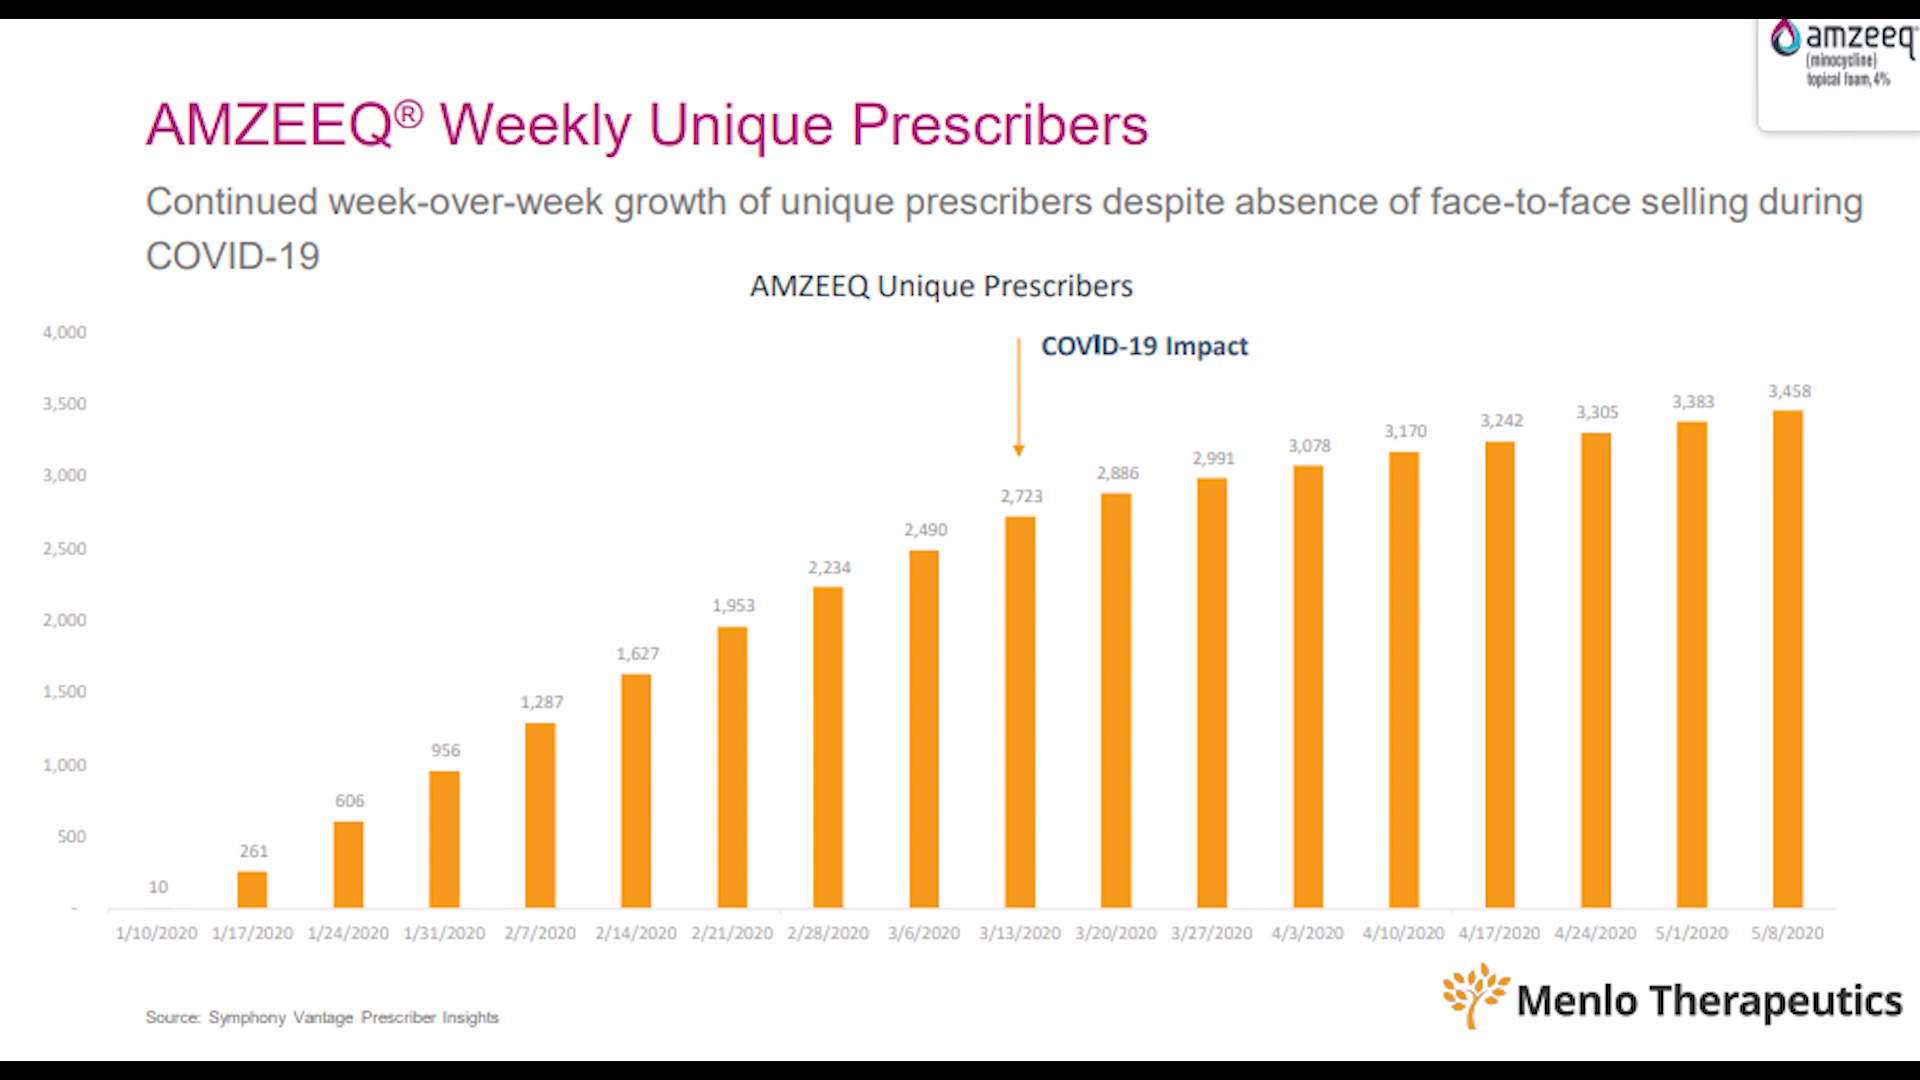 amzeeq
(minocycline)
topical foam, 4%
AMZEEQ® Weekly Unique Prescribers
Continued week-over-week growth of unique prescribers despite absence of face-to-face selling during
COVID-19
AMZEEQ Unique Prescribers
COVID-19 Impact
4,000
3,500
3,000
2,500
2,000
1,500
1,000
500
-
10
261
606
956
1,287
1,627
1,953
2,234
2,490
2,723
2,886
2,991
3,078
3,170
3,242
3,305
3,383
3,458
1/10/2020 1/17/2020 1/24/2020 1/31/2020 2/7/2020 2/14/2020 2/21/2020 2/28/2020 3/6/2020 3/13/2020 3/20/2020 3/27/2020 4/3/2020 4/10/2020 4/17/2020 4/24/2020 5/1/2020 5/8/2020
Source: Symphony Vantage Prescriber Insights
Menlo Therapeutics